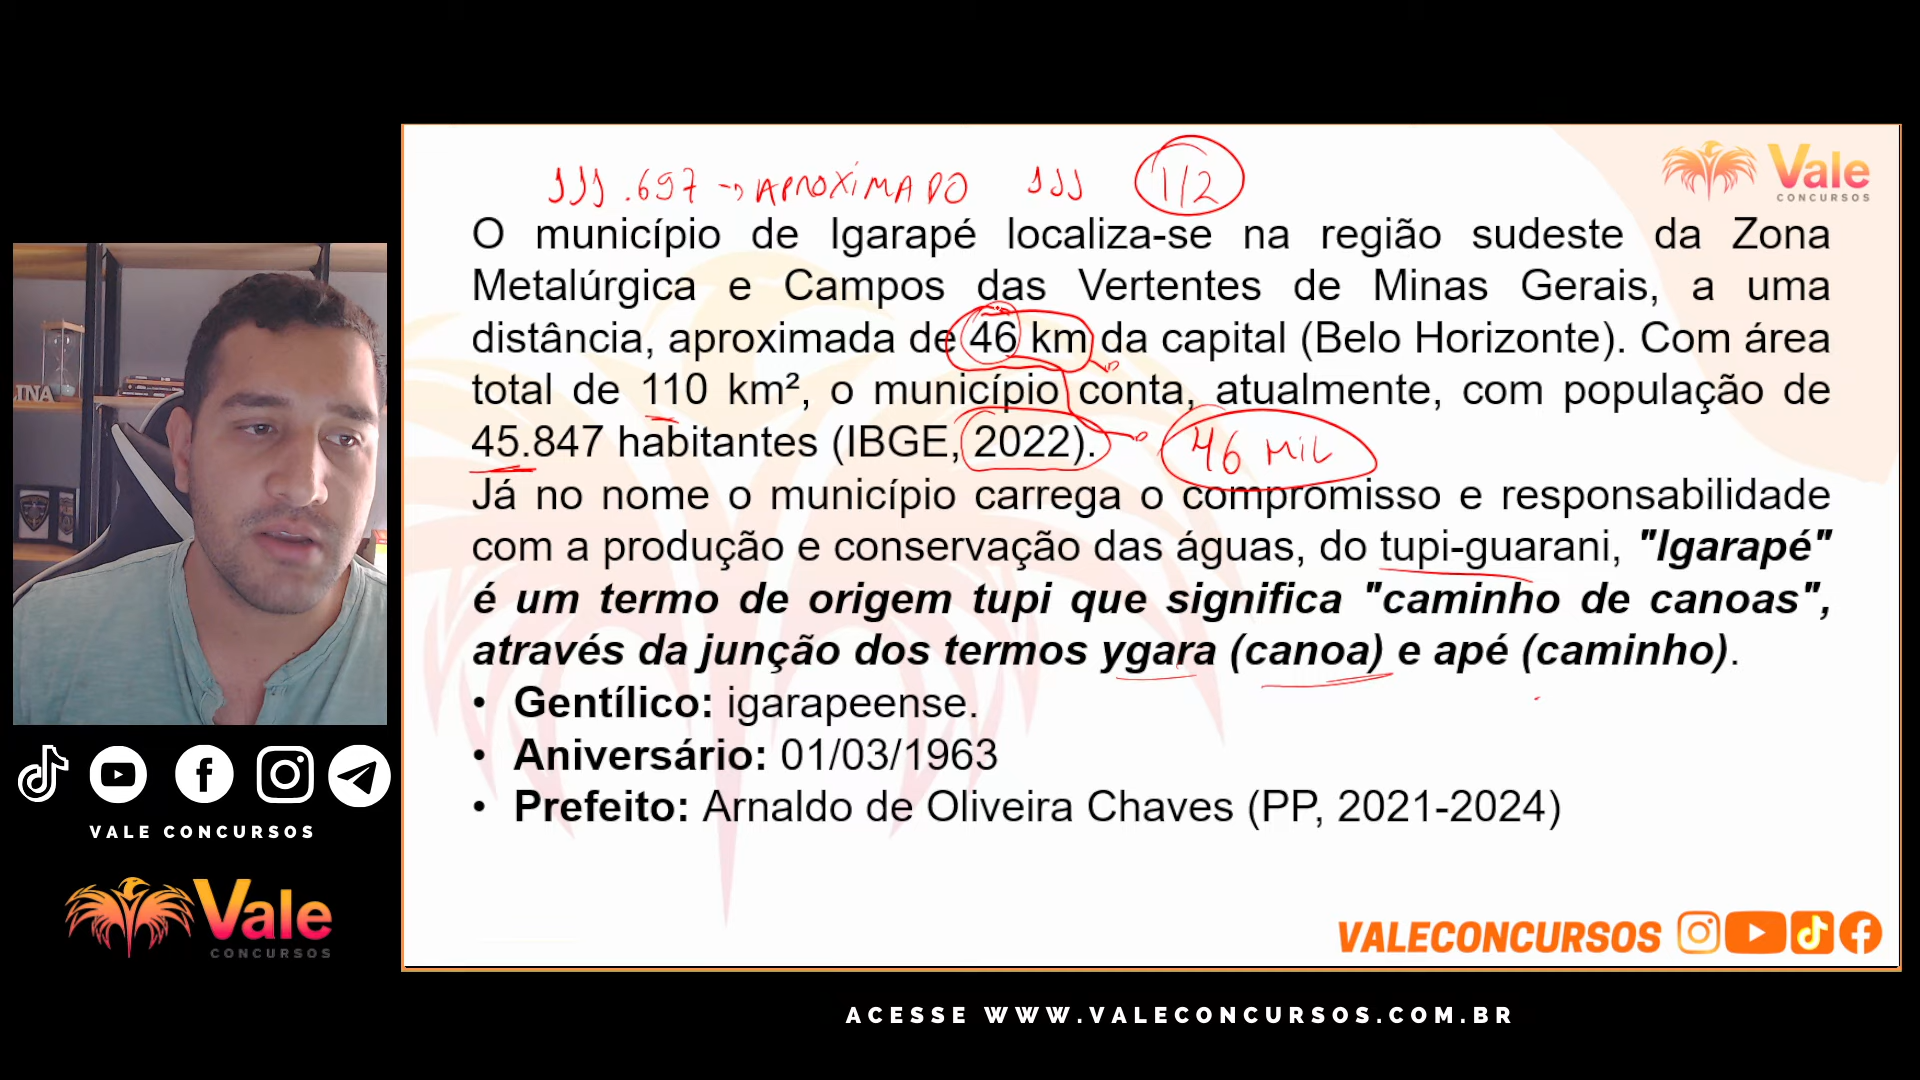 111.697 → APROXIMADO 111 1/2
Vale
CONCURSOS
O município de Igarapé localiza-se na região sudeste da Zona
Metalúrgica e Campos das Vertentes de Minas Gerais, a uma
distância, aproximada de 46 km da capital (Belo Horizonte). Com área
total de 110 km², o município conta, atualmente, com população de
45.847 habitantes (IBGE, 2022).
46 MIL
Já no nome o município carrega o compromisso e responsabilidade
com a produção e conservação das águas, do tupi-guarani, "Igarapé"
é um termo de origem tupi que significa "caminho de canoas",
através da junção dos termos ygara (canoa) e apé (caminho).
• Gentílico: igarapeense.
• Aniversário: 01/03/1963
• Prefeito: Arnaldo de Oliveira Chaves (PP, 2021-2024)
INA
VALE CONCURSOS
Vale
CONCURSOS
VALECONCURSOS
ACESSE WWW.VALECONCURSOS.COM.BR